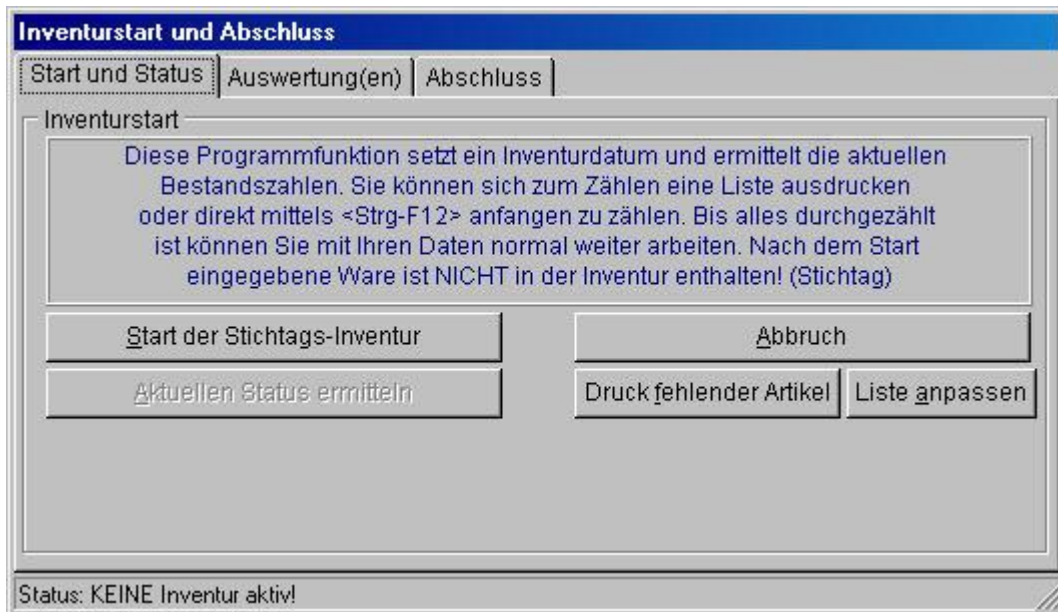 Inventurstart und Abschluss
Start und Status Auswertung(en) Abschluss
Inventurstart
Diese Programmfunktion setzt ein Inventurdatum und ermittelt die aktuellen
Bestandszahlen. Sie können sich zum Zählen eine Liste ausdrucken
oder direkt mittels <Strg-F12> anfangen zu zählen. Bis alles durchgezählt
ist können Sie mit Ihren Daten normal weiter arbeiten. Nach dem Start
eingegebene Ware ist NICHT in der Inventur enthalten! (Stichtag)
Start der Stichtags-Inventur Abbruch
Aktuellen Status ermitteln Druck fehlender Artikel Liste anpassen
Status: KEINE Inventur aktiv!